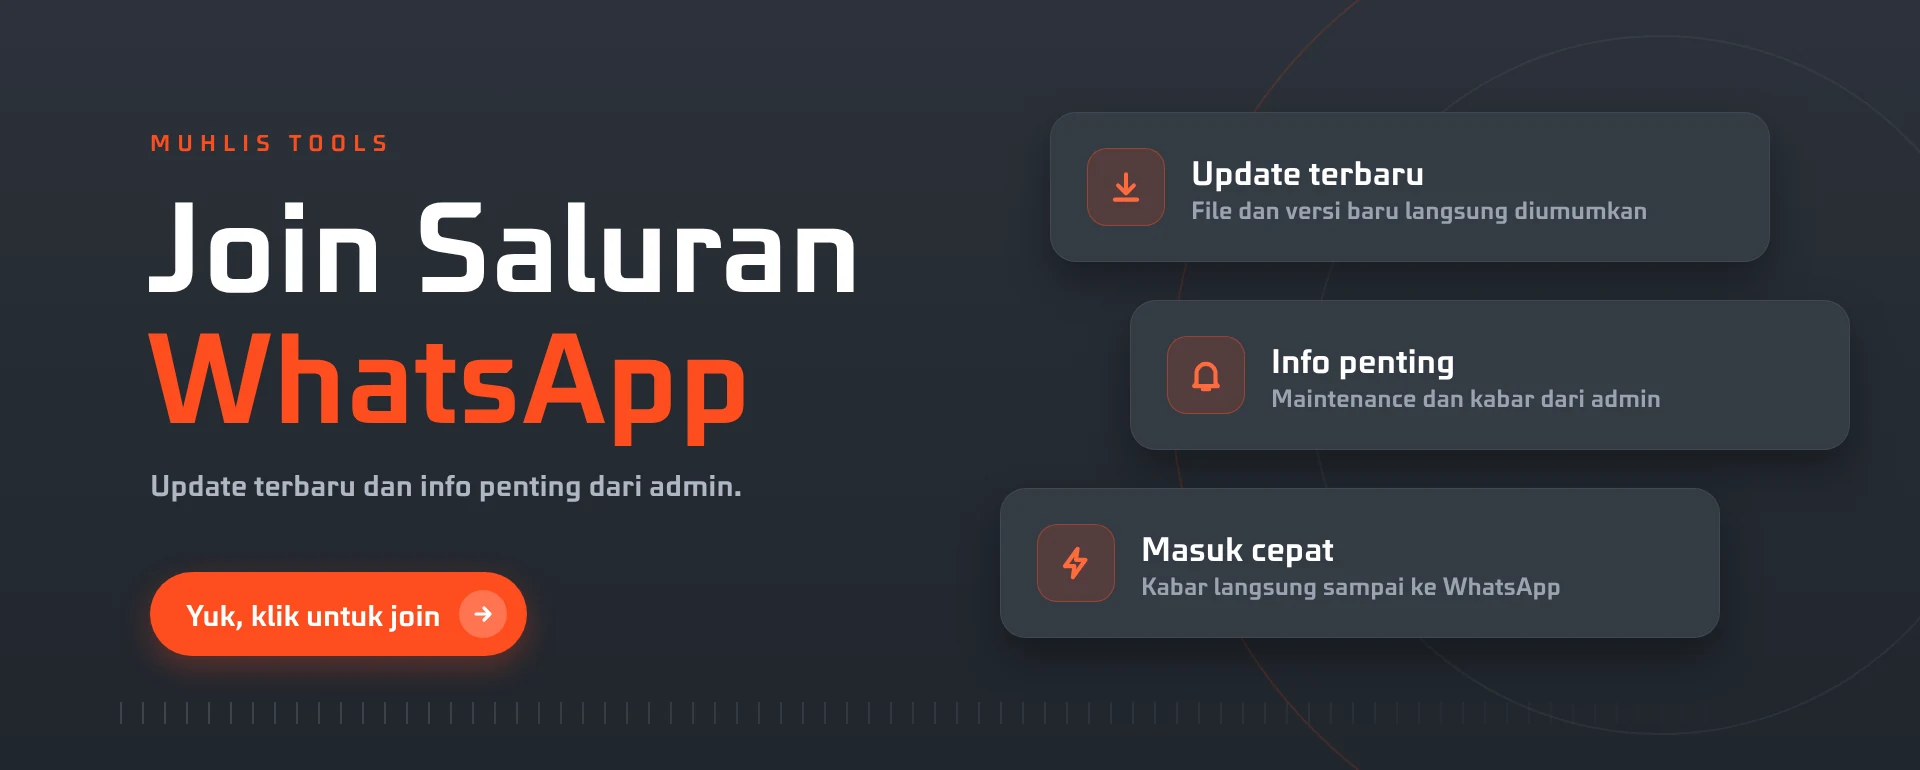 MUHLIS TOOLS
Join Saluran
WhatsApp
Update terbaru dan info penting dari admin.
Yuk, klik untuk join
Update terbaru
File dan versi baru langsung diumumkan
Info penting
Maintenance dan kabar dari admin
Masuk cepat
Kabar langsung sampai ke WhatsApp